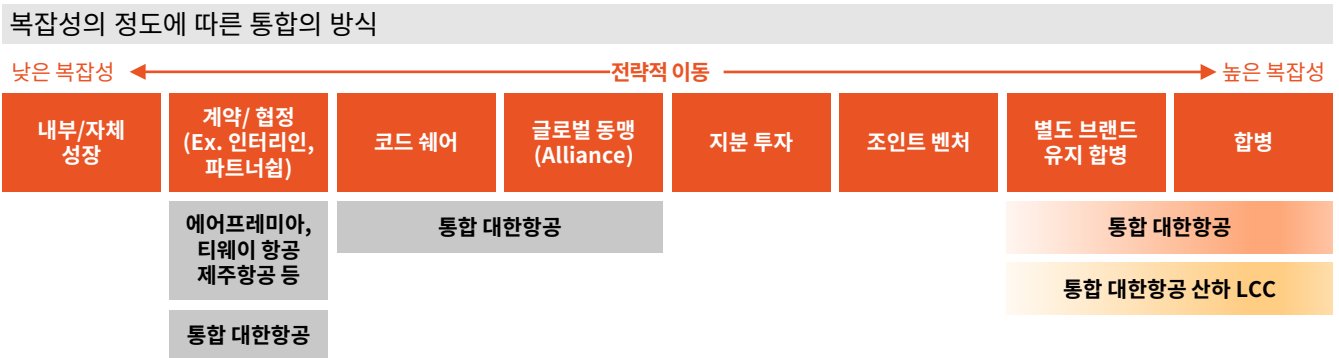 복잡성의 정도에 따른 통합의 방식
낮은 복잡성
전략적 이동
높은 복잡성
내부/자체
성장
계약/ 협정
(Ex. 인터리인,
파트너쉽)
코드 쉐어
글로벌 동맹
(Alliance)
지분 투자
조인트 벤처
별도 브랜드
유지 합병
합병
에어프레미아,
티웨이 항공
제주항공 등
통합 대한항공
통합 대한항공
통합 대한항공 산하 LCC
통합 대한항공